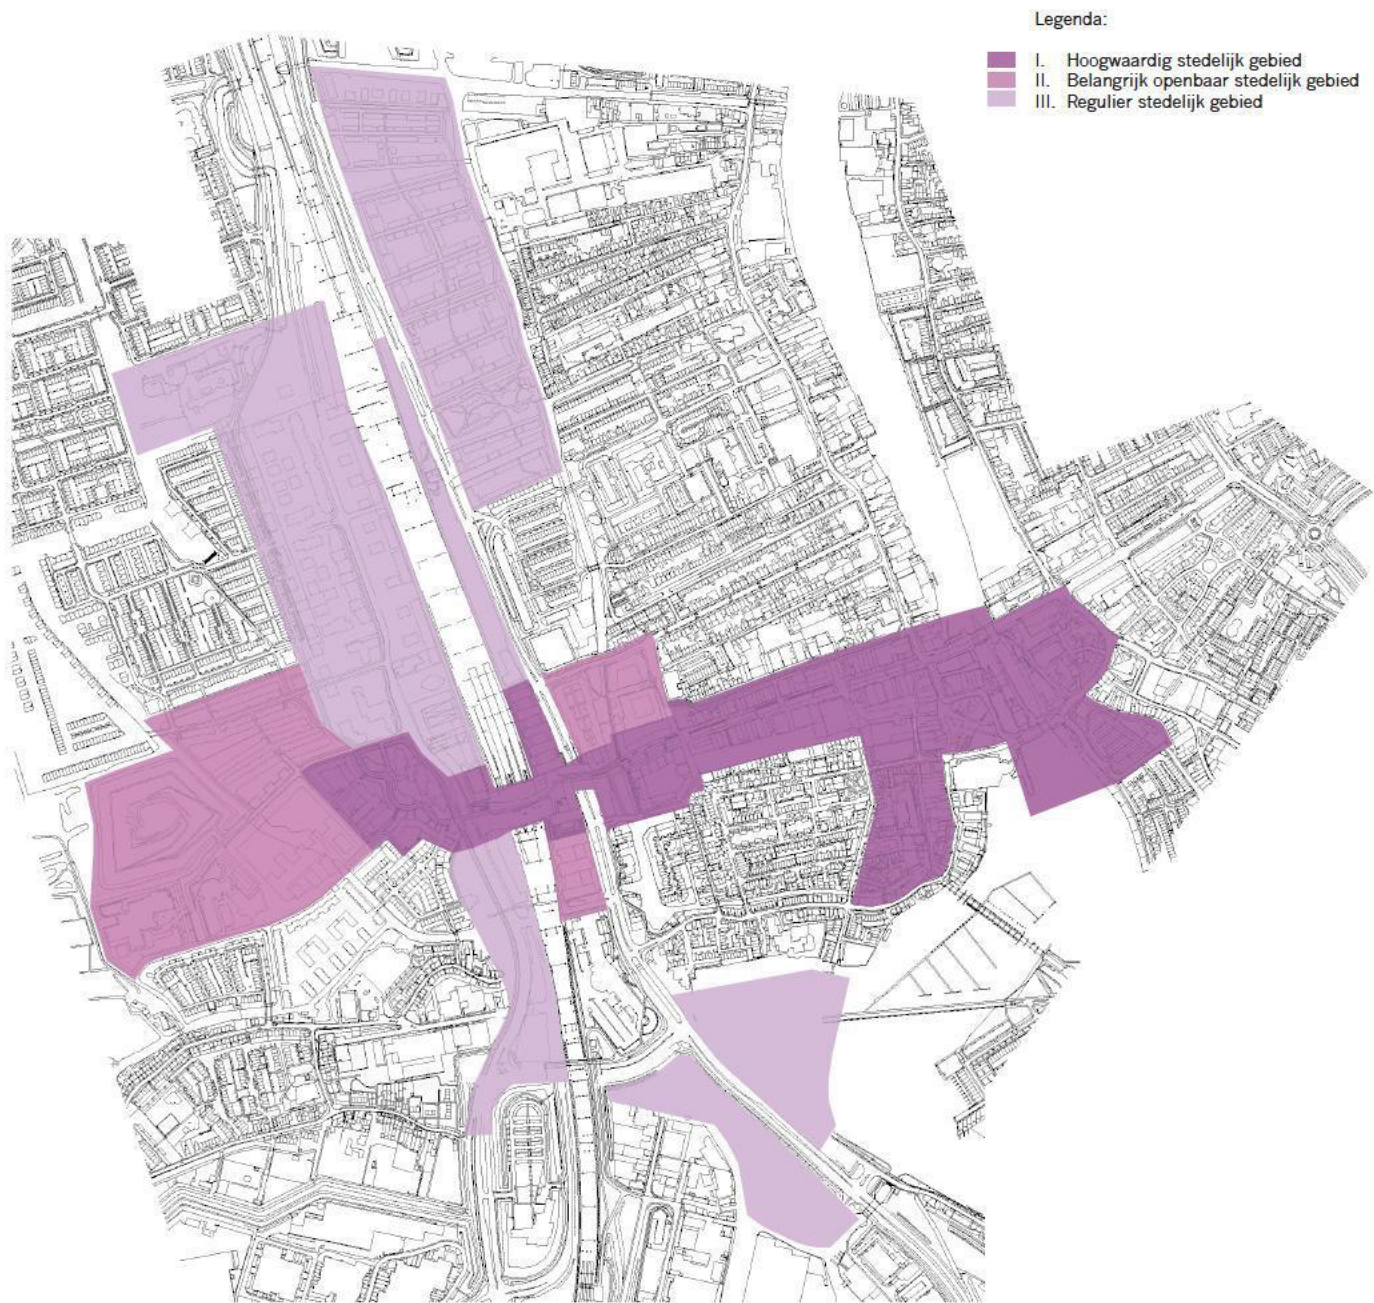 Legenda:
I. Hoogwaardig stedelijk gebied
II. Belangrijk openbaar stedelijk gebied
III. Regulier stedelijk gebied